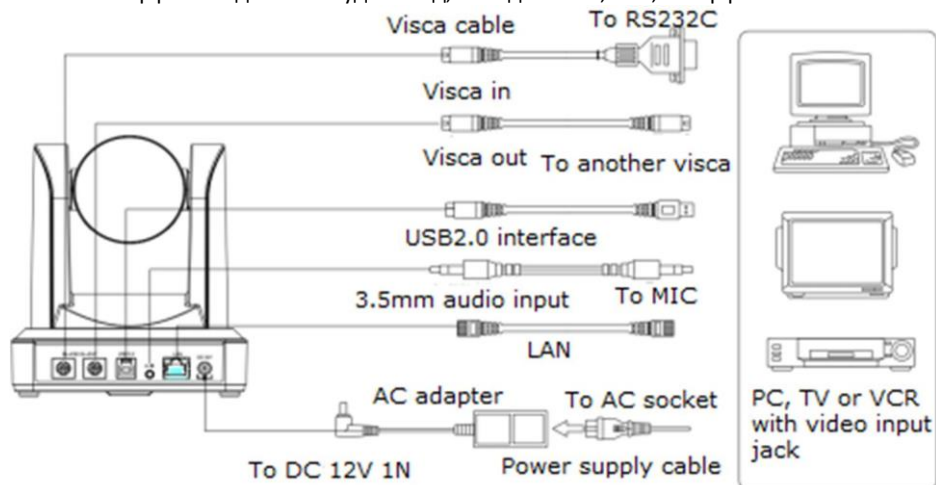 Visca cable
To RS232C
Visca in
Visca out
To another visca
USB2.0 interface
3.5mm audio input
To MIC
LAN
AC adapter
To AC socket
To DC 12V 1N
Power supply cable
PC, TV or VCR
with video input
jack